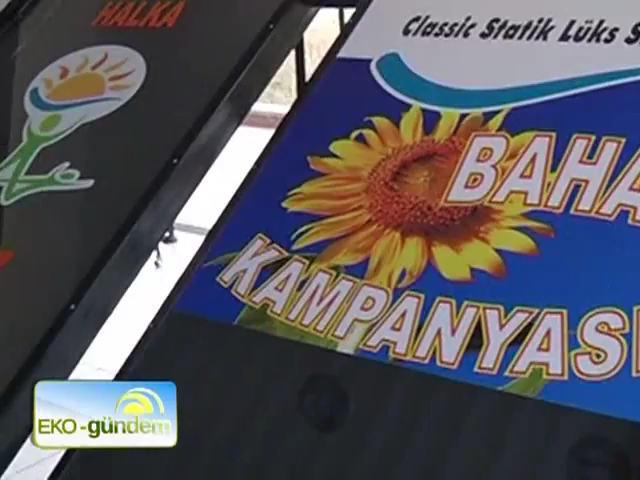 HALKA
Classic Statik Lüks S
BAHA
KAMPANYASI
EKO-gündem